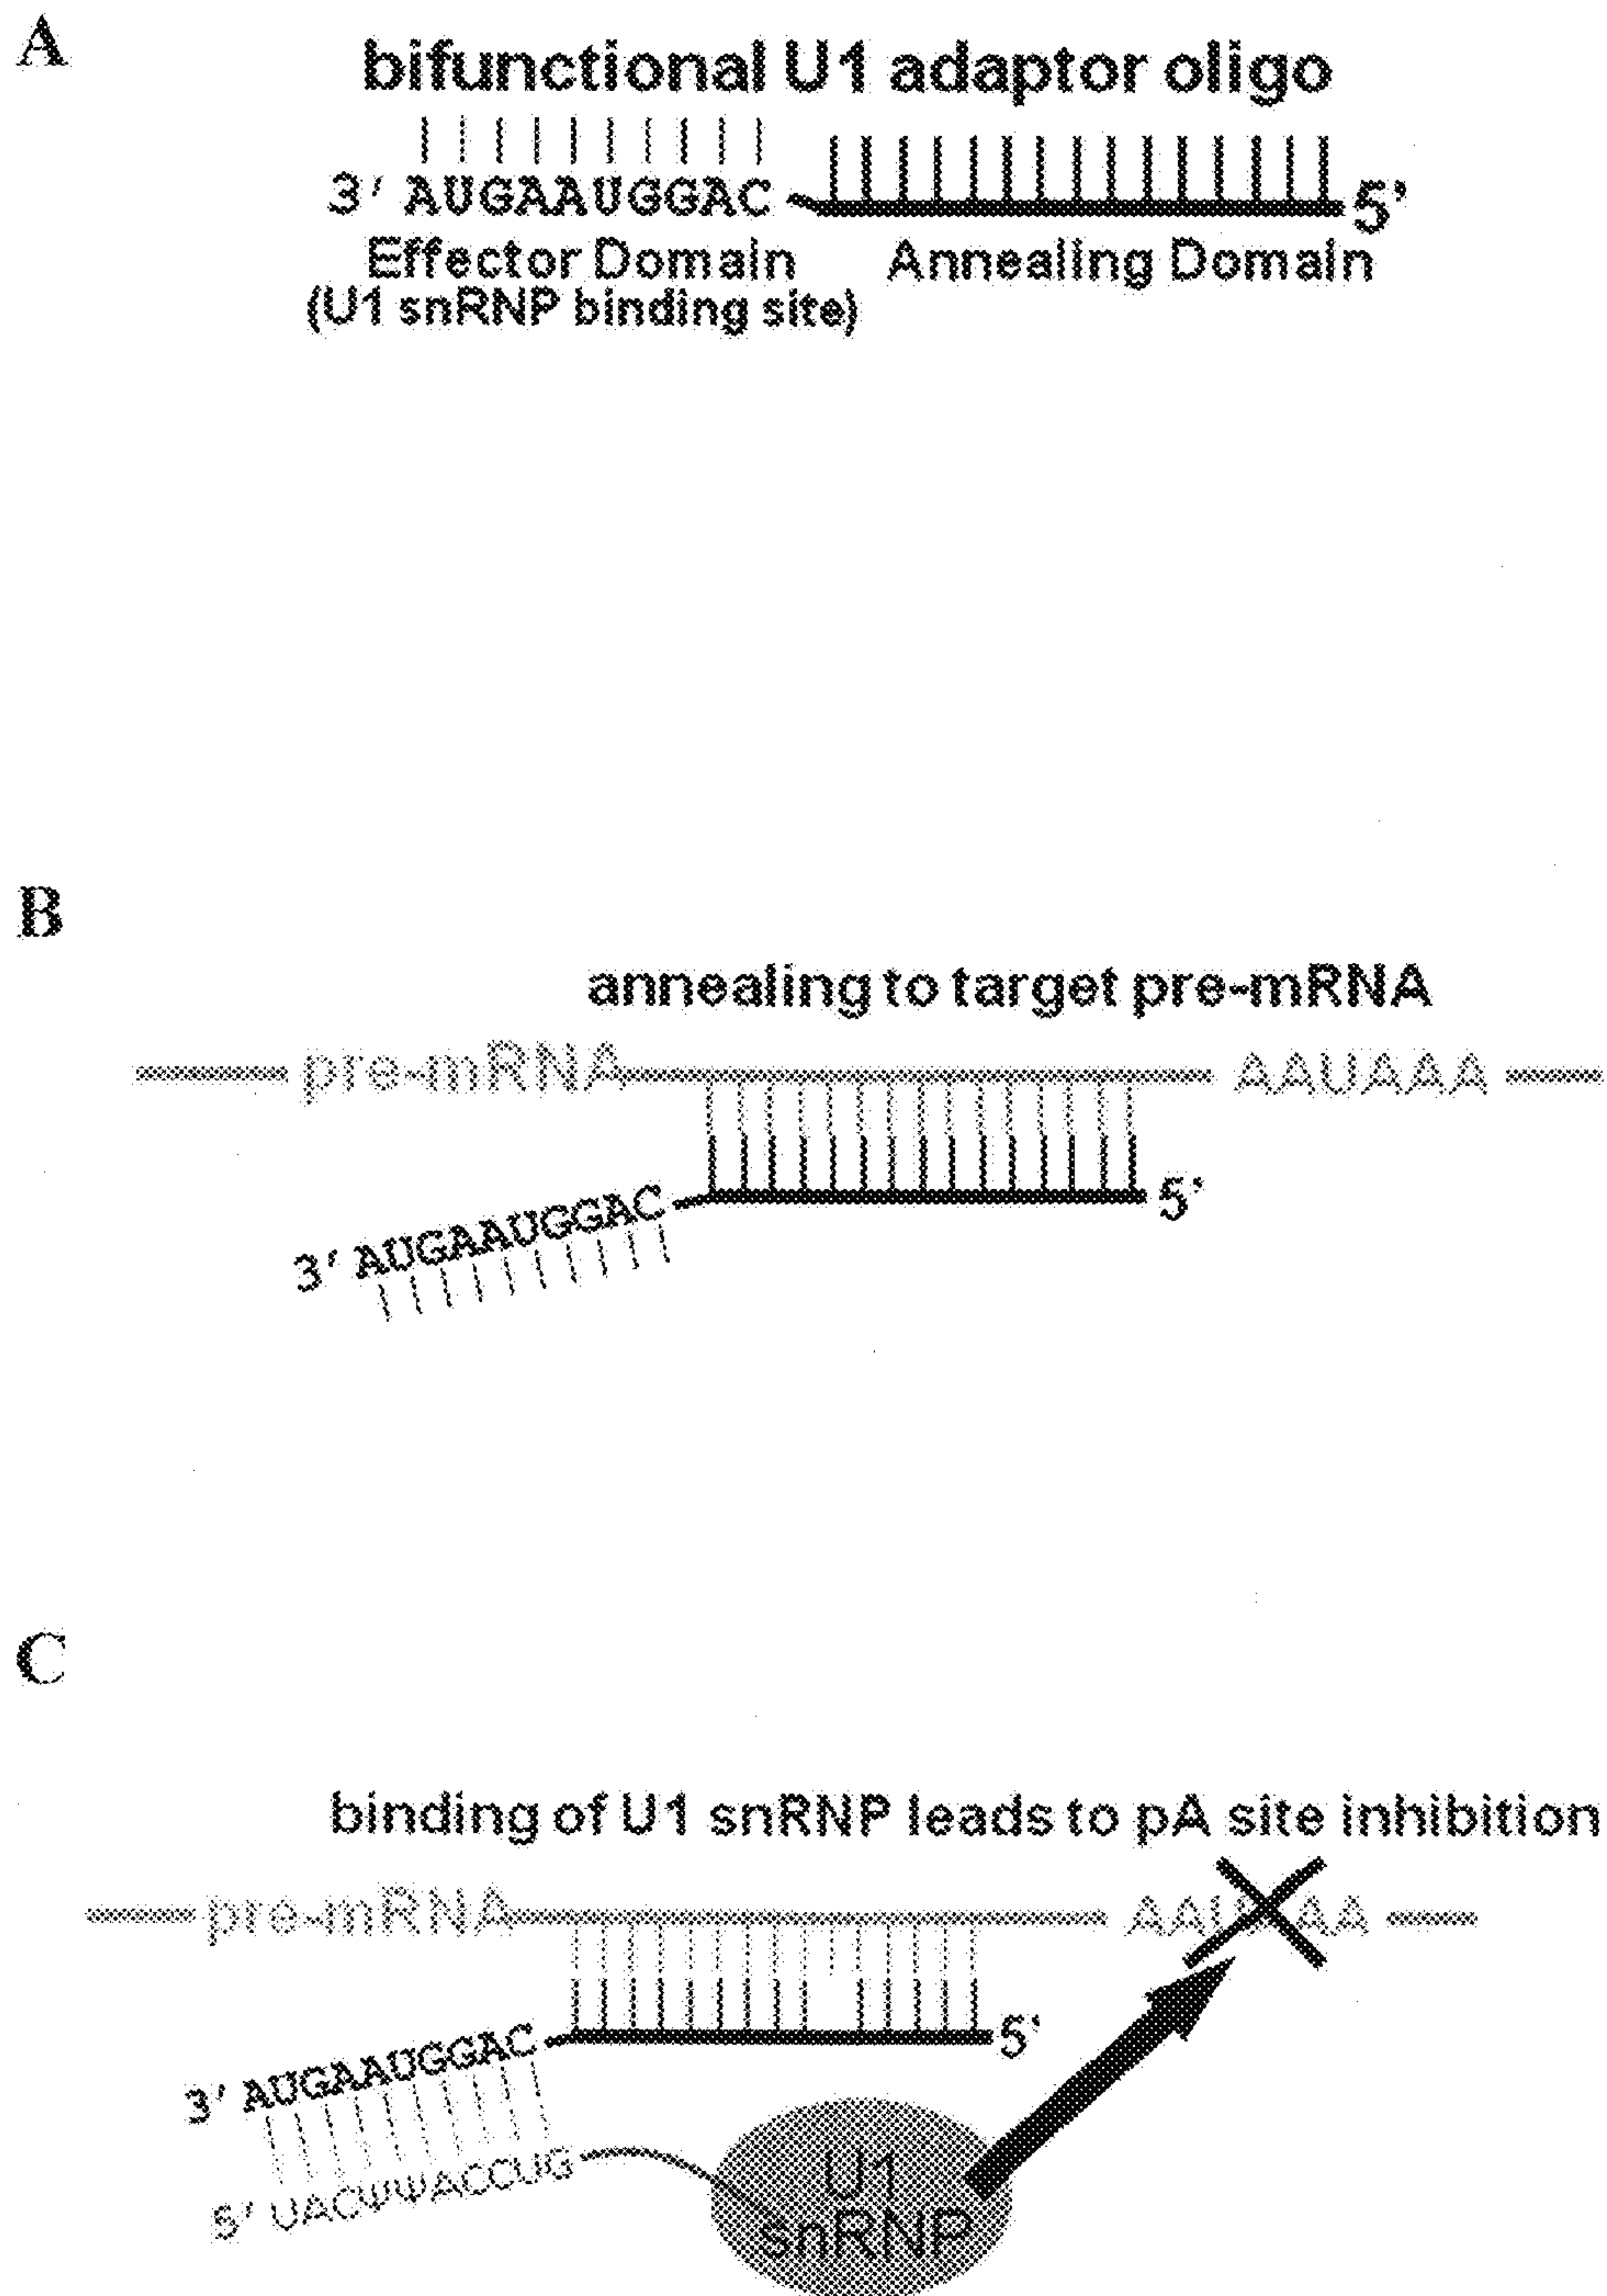 A
bifunctional U1 adaptor oligo
3' AUGAAUGGAC 5'
Effector Domain Annealing Domain
(U1 snRNP binding site)
B
annealing to target pre-mRNA
pre-mRNA AAUAAA
3' AUGAAUGGAC 5'
C
binding of U1 snRNP leads to pA site inhibition
pre-mRNA AAUAAA
3' AUGAAUGGAC 5'
5' UACΨΨACCUG
U1
snRNP